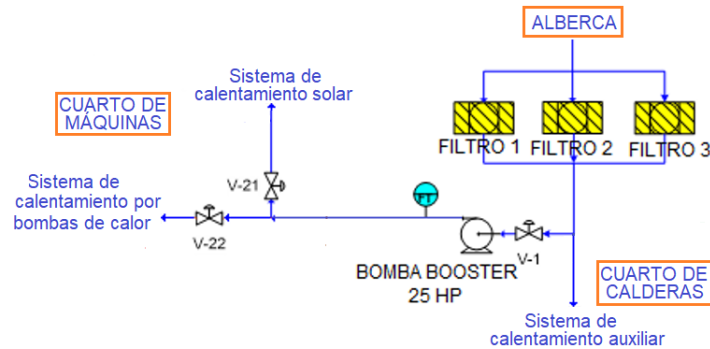 ALBERCA
Sistema de
calentamiento solar
CUARTO DE
MÁQUINAS
FILTRO 1
FILTRO 2
FILTRO 3
Sistema de
calentamiento por
bombas de calor
V-21
V-22
FT
V-1
BOMBA BOOSTER
25 HP
CUARTO DE
CALDERAS
Sistema de
calentamiento auxiliar